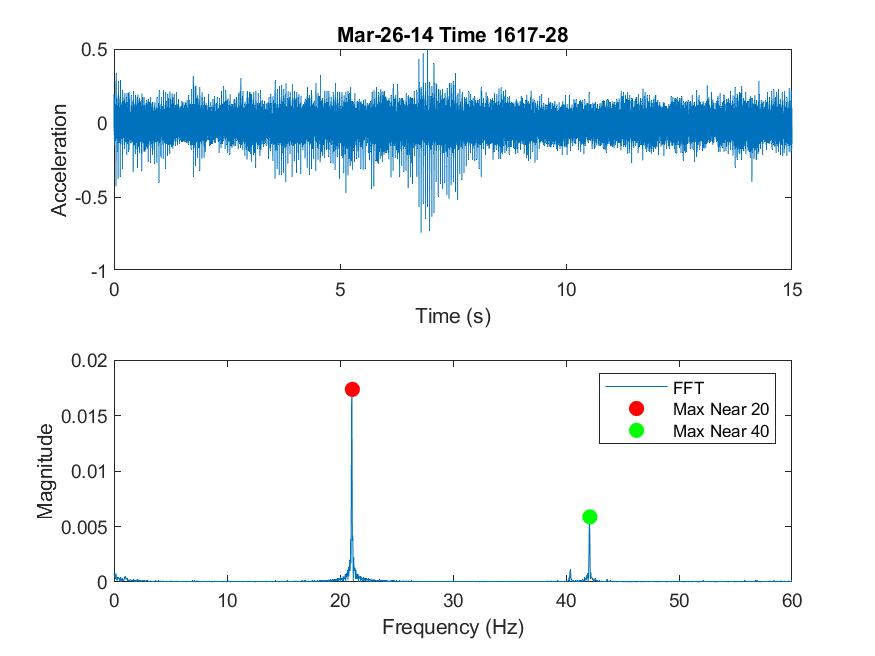 Mar-26-14 Time 1617-28
0.5
0
-0.5
-1
Acceleration
0 5 10 15
Time (s)
0.02
0.015
0.01
0.005
0
Magnitude
FFT
Max Near 20
Max Near 40
0 10 20 30 40 50 60
Frequency (Hz)